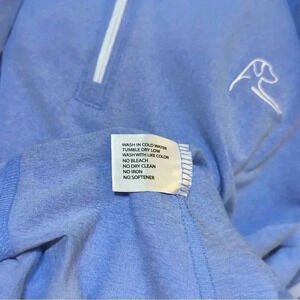 WASH IN COLD WATER
TUMBLE DRY LOW
WASH WITH LIKE COLOR
NO BLEACH
NO DRY CLEAN
NO IRON
NO SOFTENER